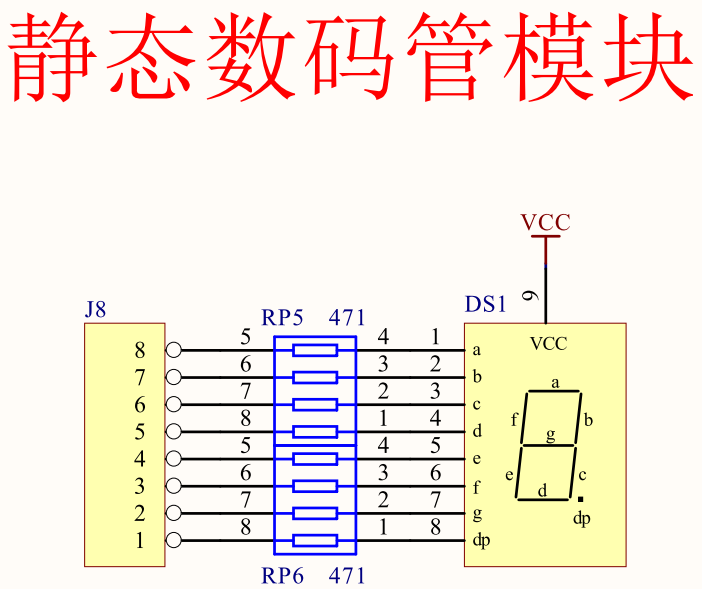 静态数码管模块
VCC
9
J8
RP5 471
DS1
VCC
8 5 4 1 a
7 6 3 2 b
6 7 2 3 c
5 8 1 4 d
4 5 4 5 e
3 6 3 6 f
2 7 2 7 g
1 8 1 8 dp
a
f b
g
e c
d
dp
RP6 471